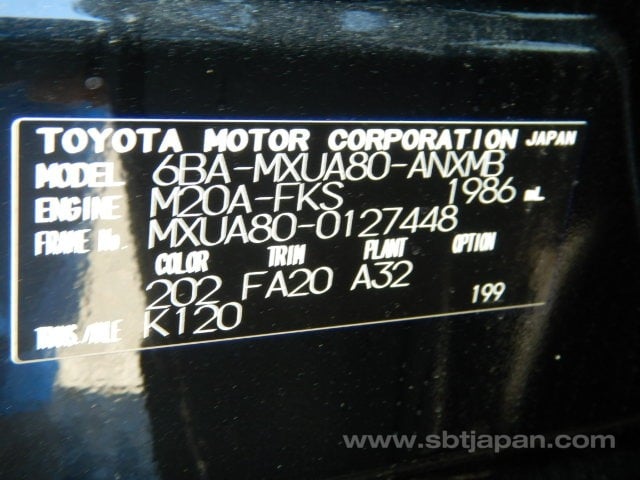 TOYOTA MOTOR CORPORATION JAPAN
MODEL 6BA-MXUA80-ANXMB
ENGINE M20A-FKS 1986 mL
FRAME No. MXUA80-0127448
COLOR TRIM PLANT OPTION
202 FA20 A32 199
TRANS./AXLE K120
www.sbtjapan.com